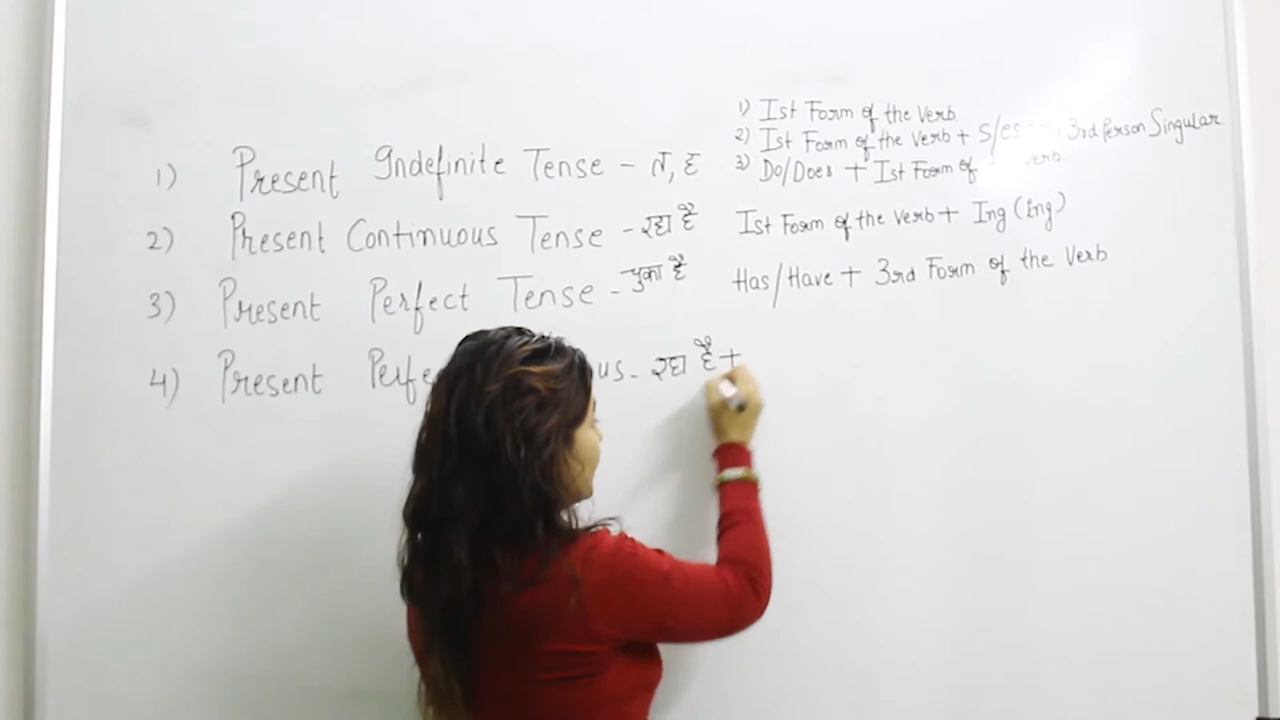 1) Present Indefinite Tense - त, ह
1) Ist Form of the Verb
2) Ist Form of the Verb + S/es 3rd Person Singular
3) Do/Does + Ist Form of Verb
2) Present Continuous Tense - रहा है
Ist Form of the Verb + Ing (ing)
3) Present Perfect Tense - चुका है
Has/Have + 3rd Form of the Verb
4) Present Perfe us - रहा है +